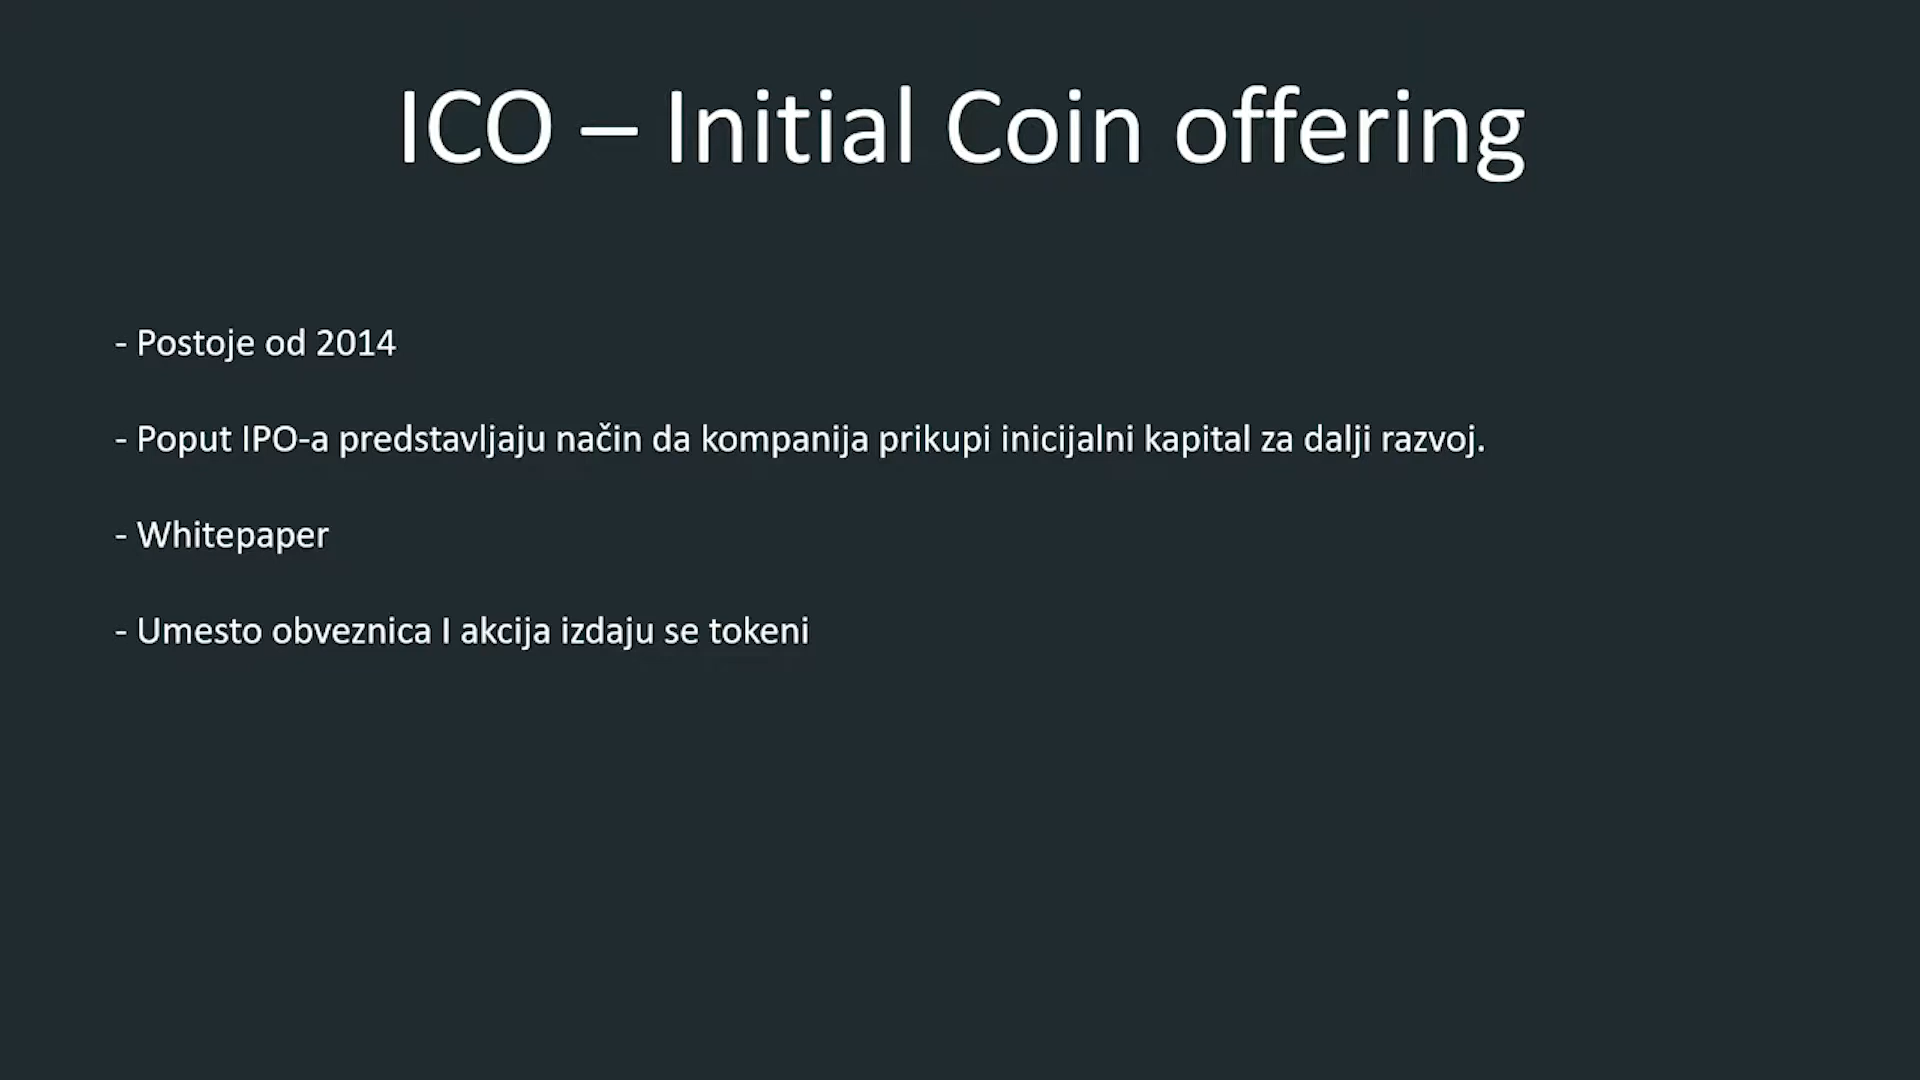 ICO – Initial Coin offering
- Postoje od 2014
- Poput IPO-a predstavljaju način da kompanija prikupi inicijalni kapital za dalji razvoj.
- Whitepaper
- Umesto obveznica I akcija izdaju se tokeni